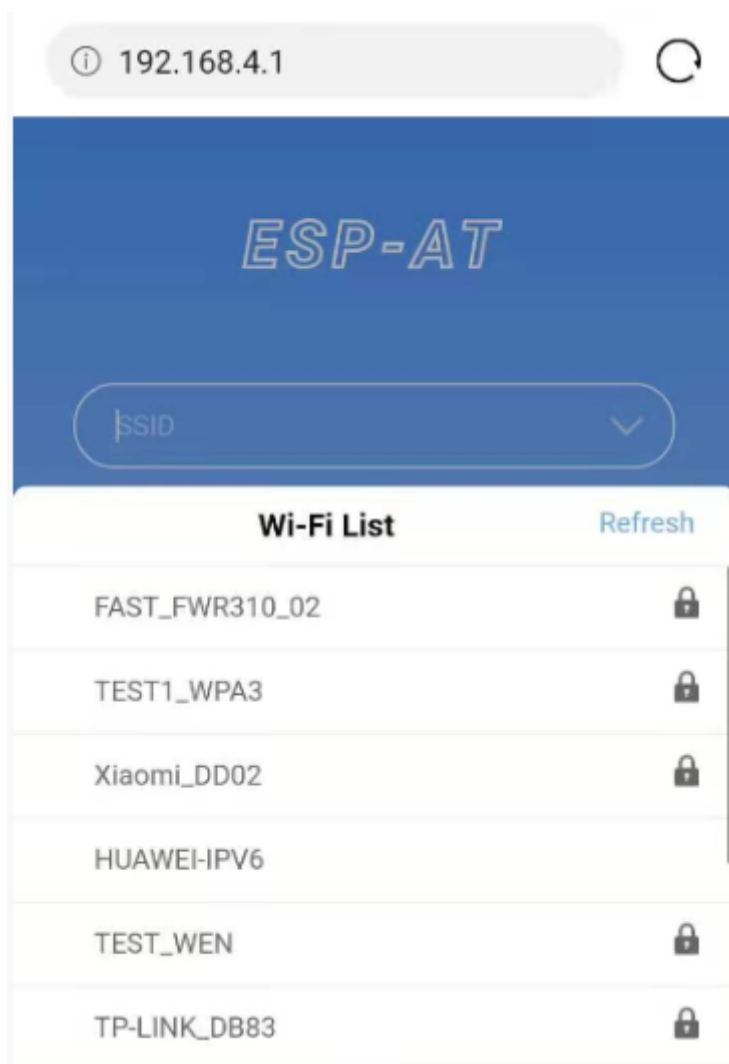 192.168.4.1
ESP-AT
SSID
Wi-Fi List Refresh
FAST_FWR310_02
TEST1_WPA3
Xiaomi_DD02
HUAWEI-IPV6
TEST_WEN
TP-LINK_DB83